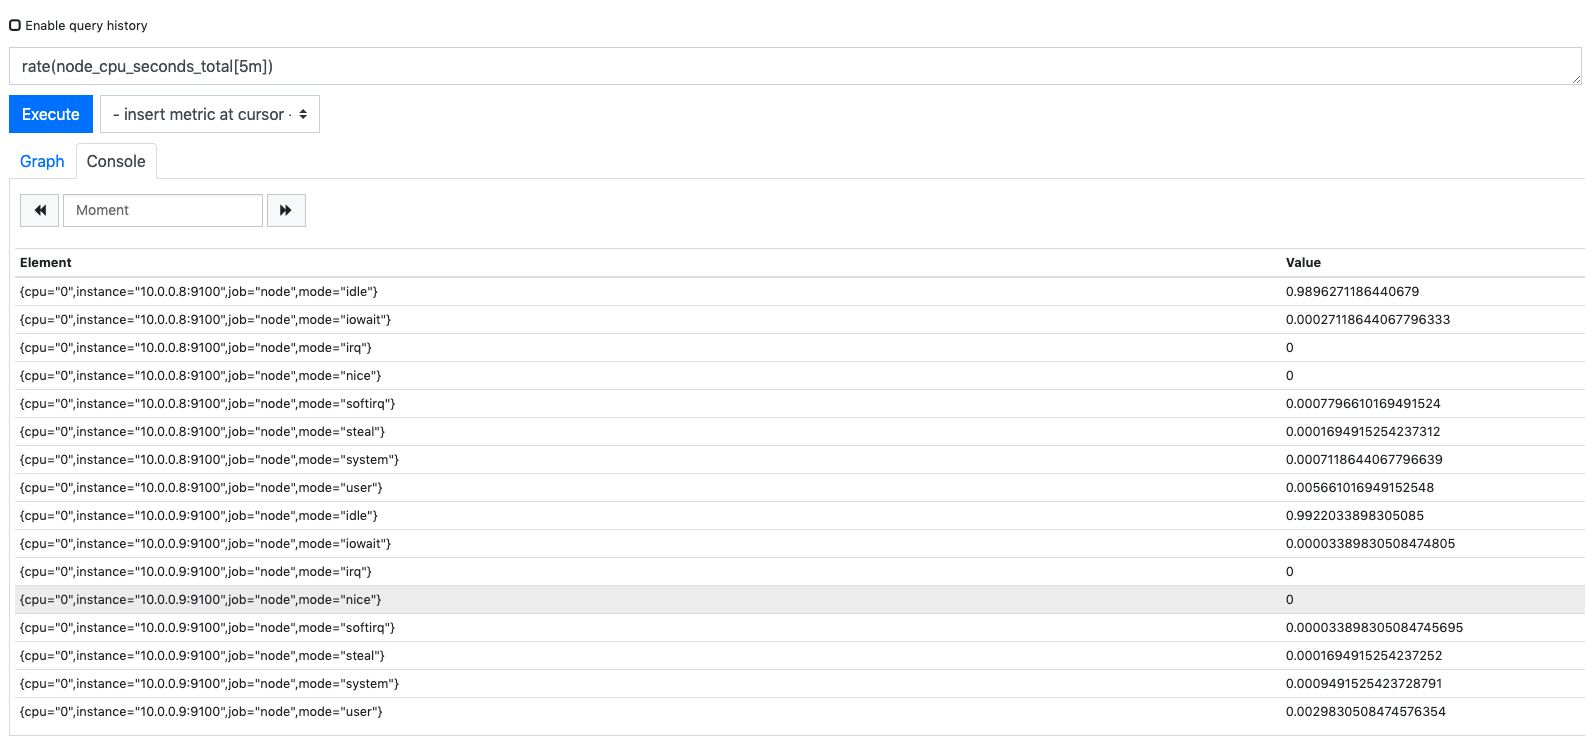 Enable query history
rate(node_cpu_seconds_total[5m])
Execute
- insert metric at cursor -
Graph
Console
Moment
Element Value
{cpu="0",instance="10.0.0.8:9100",job="node",mode="idle"} 0.9896271186440679
{cpu="0",instance="10.0.0.8:9100",job="node",mode="iowait"} 0.00027118644067796333
{cpu="0",instance="10.0.0.8:9100",job="node",mode="irq"} 0
{cpu="0",instance="10.0.0.8:9100",job="node",mode="nice"} 0
{cpu="0",instance="10.0.0.8:9100",job="node",mode="softirq"} 0.0007796610169491524
{cpu="0",instance="10.0.0.8:9100",job="node",mode="steal"} 0.0001694915254237312
{cpu="0",instance="10.0.0.8:9100",job="node",mode="system"} 0.0007118644067796639
{cpu="0",instance="10.0.0.8:9100",job="node",mode="user"} 0.005661016949152548
{cpu="0",instance="10.0.0.9:9100",job="node",mode="idle"} 0.9922033898305085
{cpu="0",instance="10.0.0.9:9100",job="node",mode="iowait"} 0.00003389830508474805
{cpu="0",instance="10.0.0.9:9100",job="node",mode="irq"} 0
{cpu="0",instance="10.0.0.9:9100",job="node",mode="nice"} 0
{cpu="0",instance="10.0.0.9:9100",job="node",mode="softirq"} 0.000033898305084745695
{cpu="0",instance="10.0.0.9:9100",job="node",mode="steal"} 0.0001694915254237252
{cpu="0",instance="10.0.0.9:9100",job="node",mode="system"} 0.0009491525423728791
{cpu="0",instance="10.0.0.9:9100",job="node",mode="user"} 0.0029830508474576354